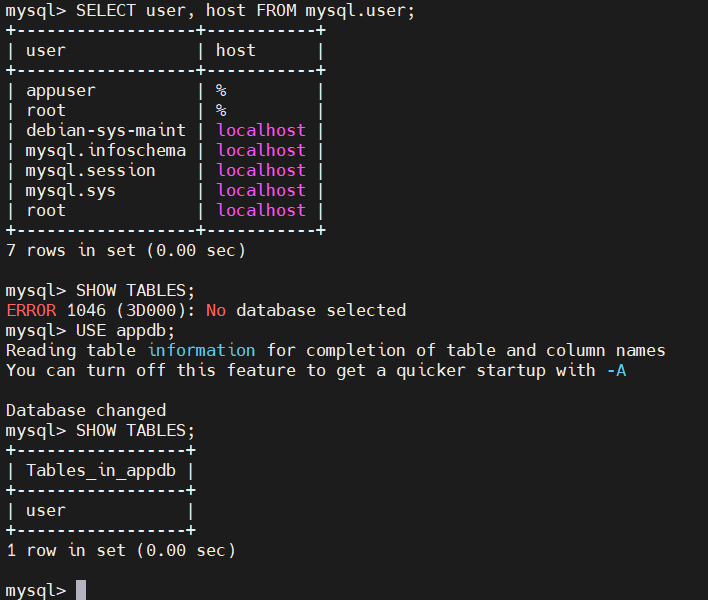 mysql> SELECT user, host FROM mysql.user;
+------------------+-----------+
| user             | host      |
+------------------+-----------+
| appuser          | %         |
| root             | %         |
| debian-sys-maint | localhost |
| mysql.infoschema | localhost |
| mysql.session    | localhost |
| mysql.sys        | localhost |
| root             | localhost |
+------------------+-----------+
7 rows in set (0.00 sec)

mysql> SHOW TABLES;
ERROR 1046 (3D000): No database selected
mysql> USE appdb;
Reading table information for completion of table and column names
You can turn off this feature to get a quicker startup with -A

Database changed
mysql> SHOW TABLES;
+-----------------+
| Tables_in_appdb |
+-----------------+
| user            |
+-----------------+
1 row in set (0.00 sec)

mysql>